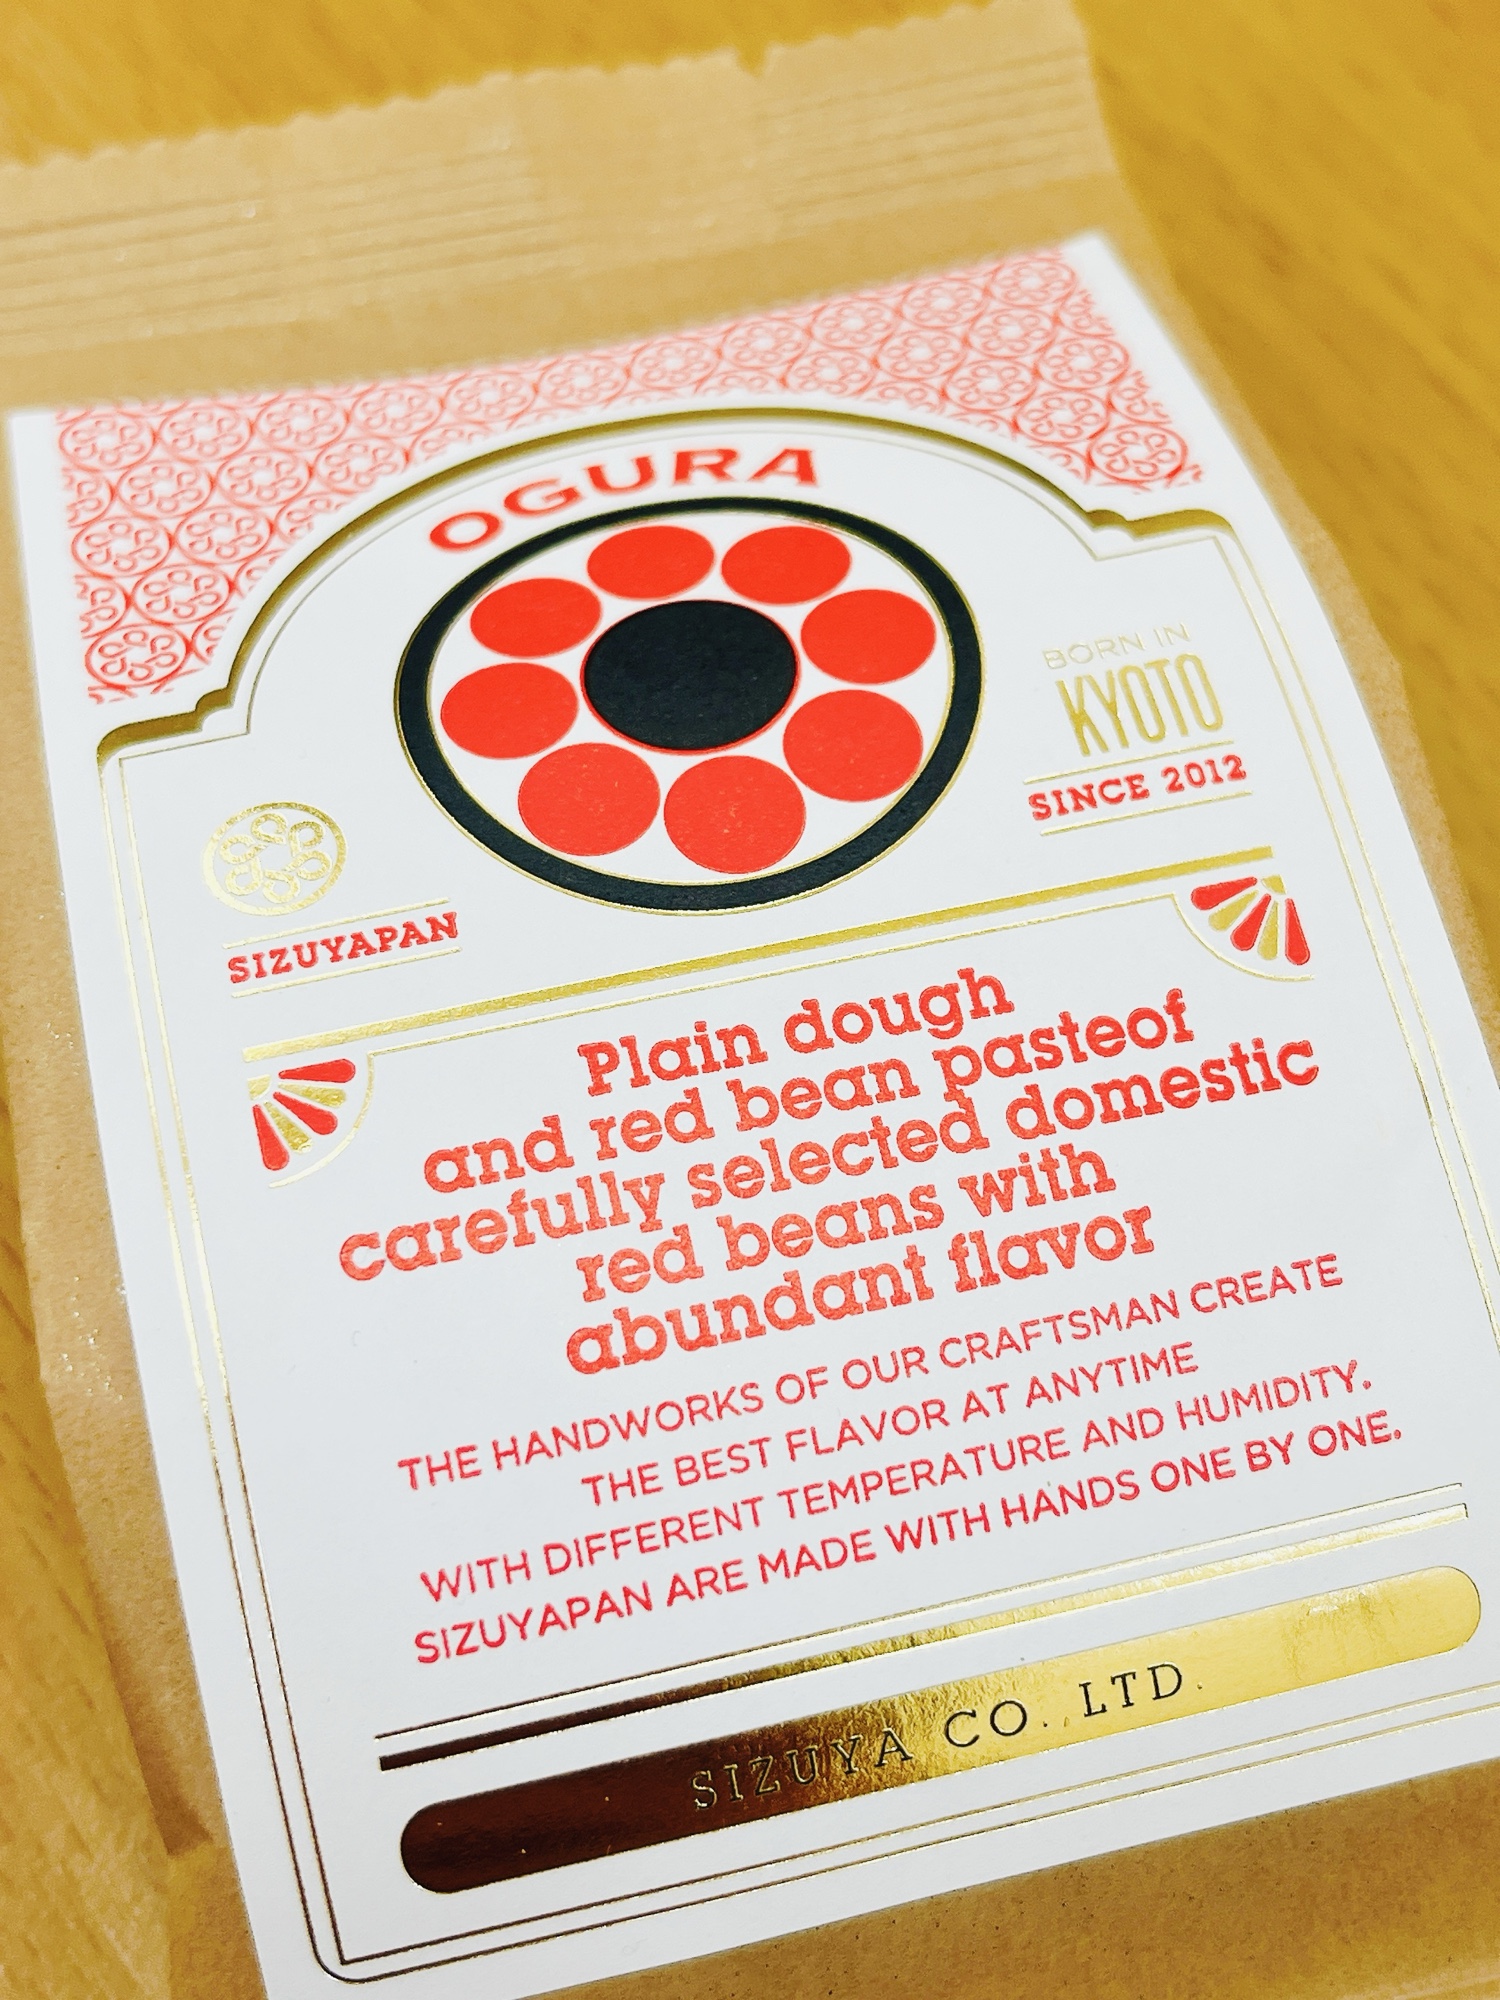 OGURA
BORN IN
KYOTO
SINCE 2012
SIZUYAPAN
Plain dough
and red bean pasteof
carefully selected domestic
red beans with
abundant flavor
THE HANDWORKS OF OUR CRAFTSMAN CREATE
THE BEST FLAVOR AT ANYTIME
WITH DIFFERENT TEMPERATURE AND HUMIDITY.
SIZUYAPAN ARE MADE WITH HANDS ONE BY ONE.
SIZUYA CO. LTD.